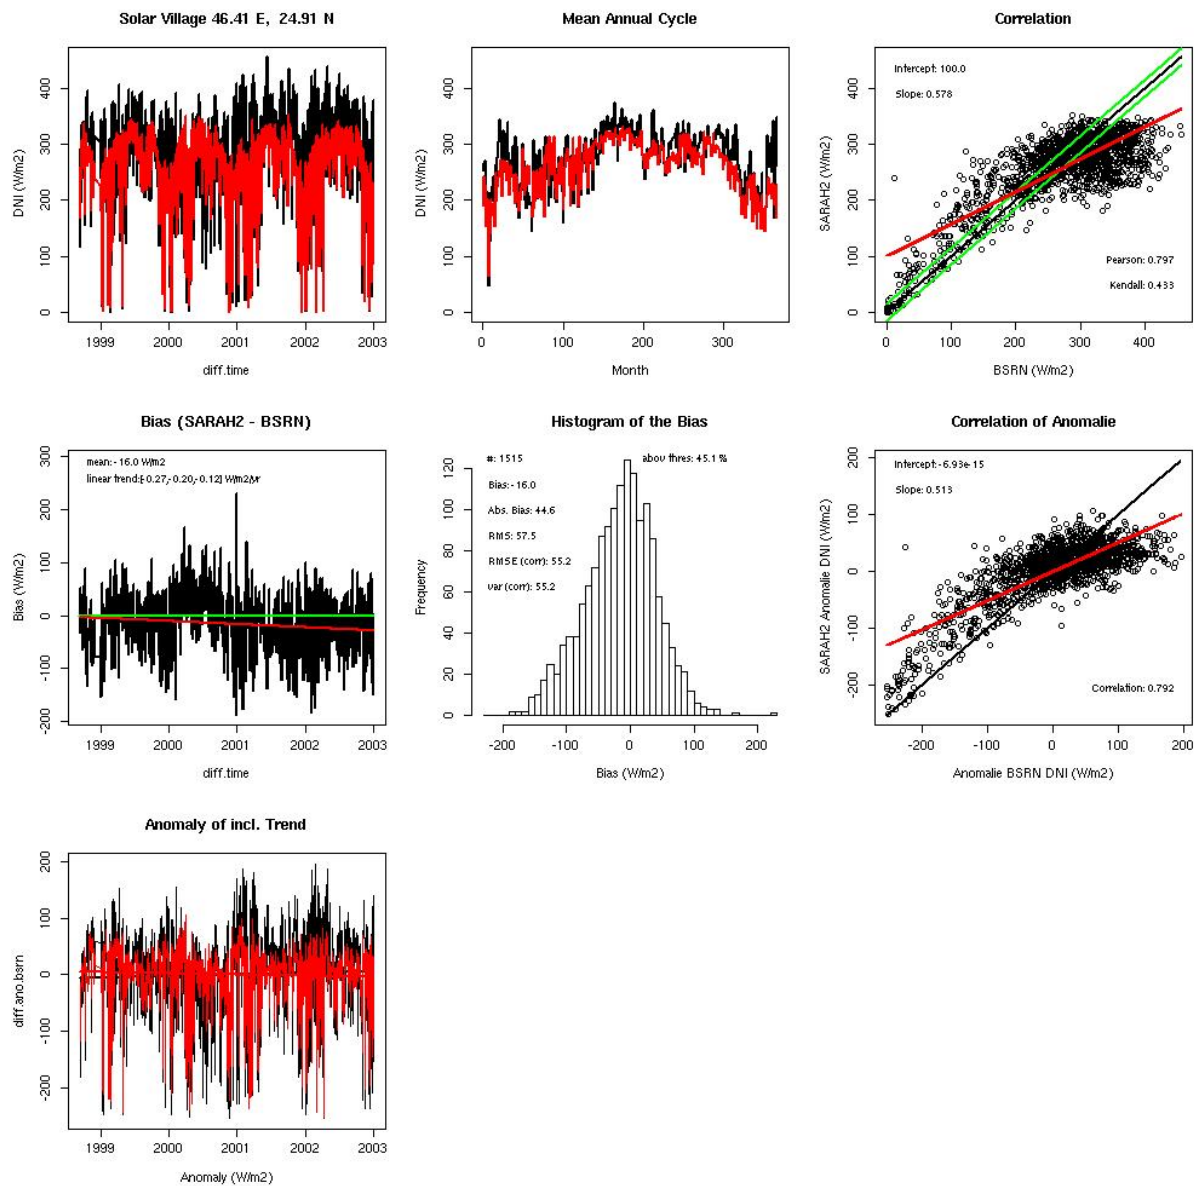 Solar Village 46.41 E, 24.91 N
DNI (W/m2)
400
300
200
100
0
1999 2000 2001 2002 2003
diff.time
Mean Annual Cycle
DNI (W/m2)
400
300
200
100
0
0 100 200 300
Month
Correlation
Intercept: 100.0
Slope: 0.578
SARAH2 (W/m2)
400
300
200
100
0
Pearson: 0.797
Kendall: 0.433
0 100 200 300 400
BSRN (W/m2)
Bias (SARAH2 - BSRN)
mean: -16.0 W/m2
linear trend:[-0.27,-0.20,-0.12] W/m2/yr
Bias (W/m2)
300
200
100
0
-100
-200
1999 2000 2001 2002 2003
diff.time
Histogram of the Bias
#: 1515
abov thres: 45.1 %
Bias: -16.0
Abs. Bias: 44.6
RMS: 57.5
RMSE (corr): 55.2
var (corr): 55.2
Frequency
120
100
80
60
40
20
0
-200 -100 0 100 200
Bias (W/m2)
Correlation of Anomalie
Intercept: -6.93e-15
Slope: 0.513
SARAH2 Anomalie DNI (W/m2)
200
100
0
-100
-200
Correlation: 0.792
-200 -100 0 100 200
Anomalie BSRN DNI (W/m2)
Anomaly of incl. Trend
diff.ano.bsrn
200
100
0
-100
-200
1999 2000 2001 2002 2003
Anomaly (W/m2)